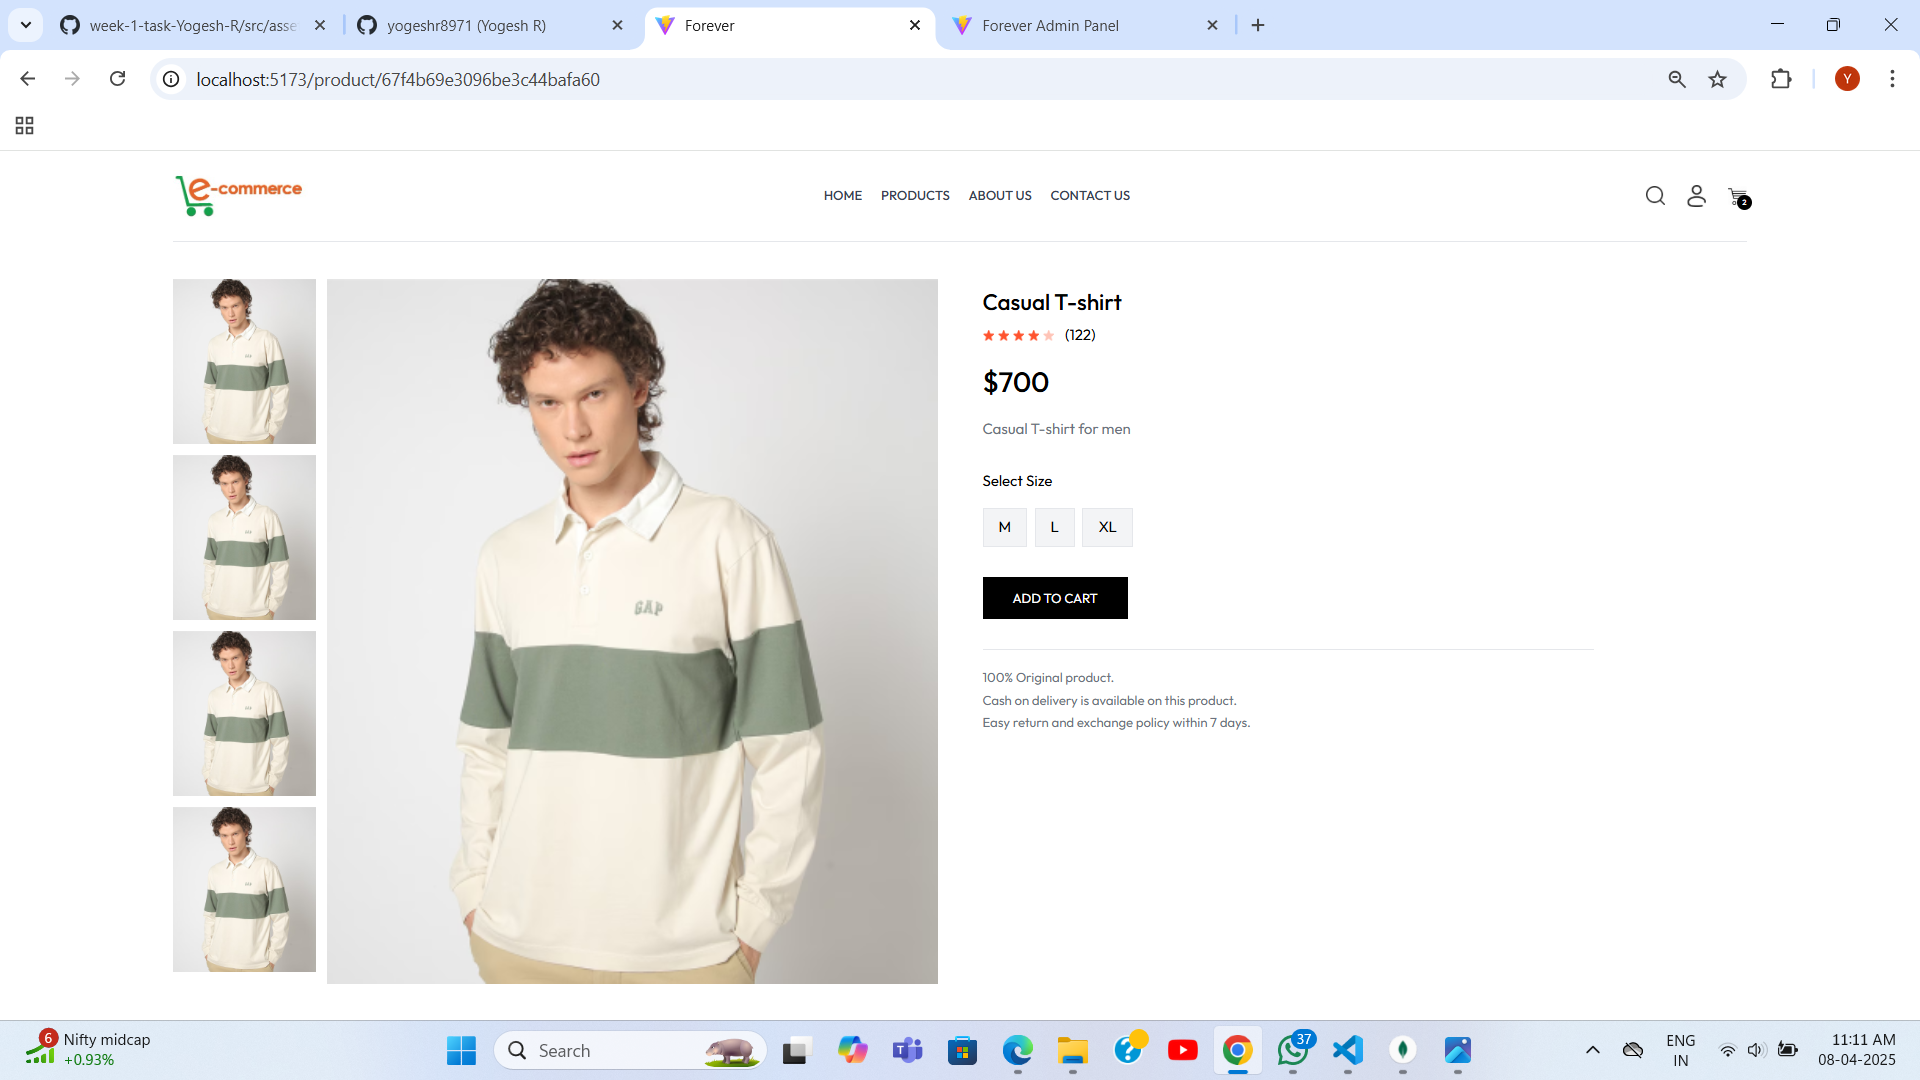 week-1-task-Yogesh-R/src/asse
yogeshr8971 (Yogesh R)
Forever
Forever Admin Panel
localhost:5173/product/67f4b69e3096be3c44bafa60
Y
e-commerce
HOME PRODUCTS ABOUT US CONTACT US
2
Casual T-shirt
(122)
$700
Casual T-shirt for men
Select Size
M L XL
ADD TO CART
100% Original product.
Cash on delivery is available on this product.
Easy return and exchange policy within 7 days.
GAP
6
Nifty midcap
+0.93%
Search
37
ENG
IN
11:11 AM
08-04-2025